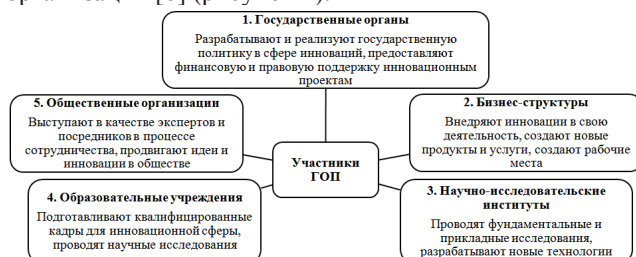 1. Государственные органы
Разрабатывают и реализуют государственную
политику в сфере инноваций, предоставляют
финансовую и правовую поддержку инновационным
проектам
5. Общественные организации
Выступают в качестве экспертов и
посредников в процессе
сотрудничества, продвигают идеи и
инновации в обществе
2. Бизнес-структуры
Внедряют инновации в свою
деятельность, создают новые
продукты и услуги, создают рабочие
места
Участники
ГОП
4. Образовательные учреждения
Подготавливают квалифицированные
кадры для инновационной сферы,
проводят научные исследования
3. Научно-исследовательские
институты
Проводят фундаментальные и
прикладные исследования,
разрабатывают новые технологии